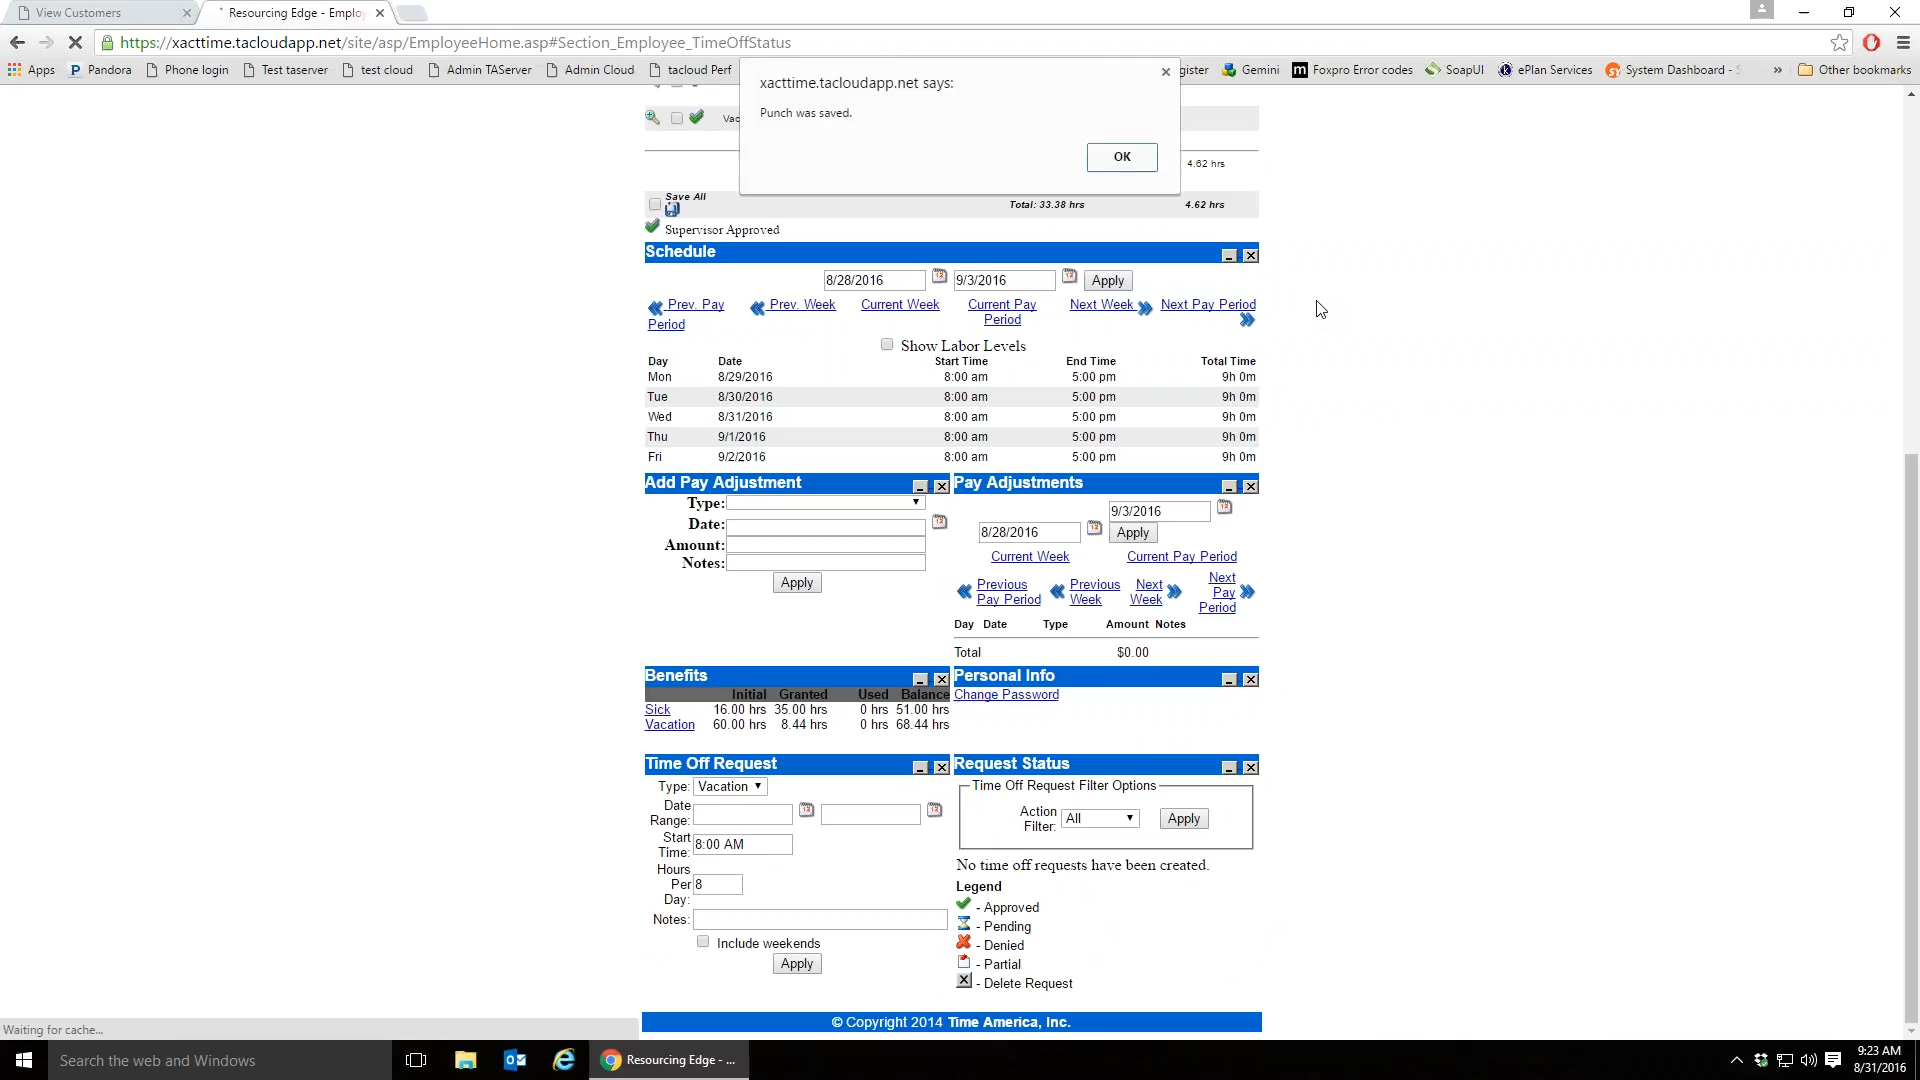 View Customers
Resourcing Edge - Emplo
https://xacttime.tacloudapp.net/site/asp/EmployeeHome.asp#Section_Employee_TimeOffStatus
Apps Pandora Phone login Test taserver test cloud Admin TAServer Admin Cloud tacloud Perf gister Gemini Foxpro Error codes SoapUI ePlan Services System Dashboard - S » Other bookmarks
xacttime.tacloudapp.net says:
Punch was saved.
OK
Vac
4.62 hrs
Save All
Total: 33.38 hrs 4.62 hrs
Supervisor Approved
Schedule
8/28/2016 9/3/2016 Apply
Prev. Pay Period Prev. Week Current Week Current Pay Period Next Week Next Pay Period
Show Labor Levels
Day Date Start Time End Time Total Time
Mon 8/29/2016 8:00 am 5:00 pm 9h 0m
Tue 8/30/2016 8:00 am 5:00 pm 9h 0m
Wed 8/31/2016 8:00 am 5:00 pm 9h 0m
Thu 9/1/2016 8:00 am 5:00 pm 9h 0m
Fri 9/2/2016 8:00 am 5:00 pm 9h 0m
Add Pay Adjustment
Type:
Date:
Amount:
Notes:
Apply
Pay Adjustments
9/3/2016
8/28/2016 Apply
Current Week Current Pay Period
Previous Pay Period Previous Week Next Week Next Pay Period
Day Date Type Amount Notes
Total $0.00
Benefits
Initial Granted Used Balance
Sick 16.00 hrs 35.00 hrs 0 hrs 51.00 hrs
Vacation 60.00 hrs 8.44 hrs 0 hrs 68.44 hrs
Personal Info
Change Password
Time Off Request
Type: Vacation
Date Range:
Start Time: 8:00 AM
Hours Per Day: 8
Notes:
Include weekends
Apply
Request Status
Time Off Request Filter Options
Action Filter: All Apply
No time off requests have been created.
Legend
- Approved
- Pending
- Denied
- Partial
- Delete Request
© Copyright 2014 Time America, Inc.
Waiting for cache...
Search the web and Windows
Resourcing Edge - ...
9:23 AM
8/31/2016